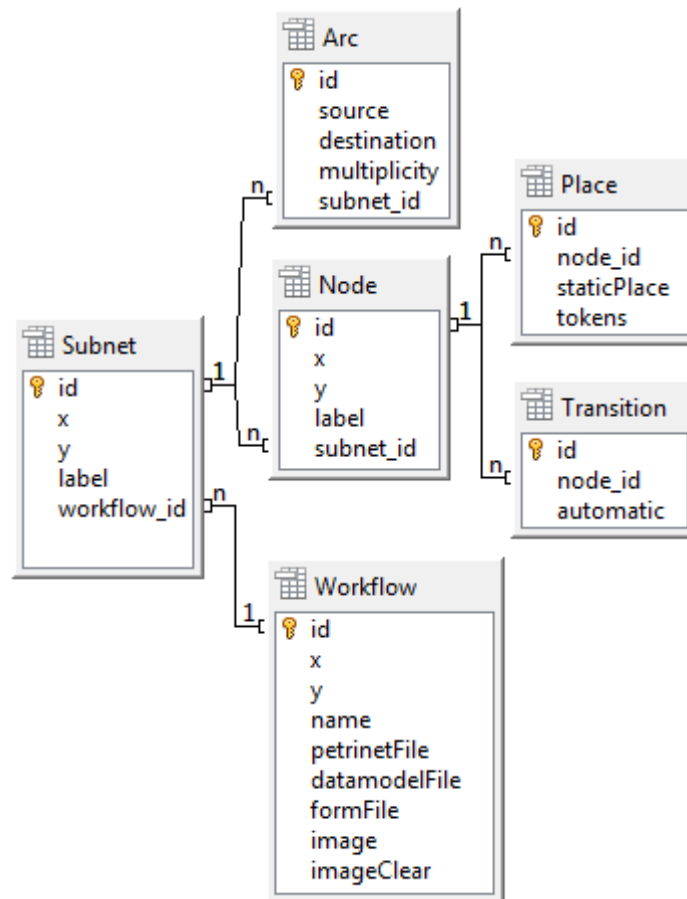 Arc
id
source
destination
multiplicity
subnet_id
n
Place
id
node_id
staticPlace
tokens
n
Node
id
x
y
label
subnet_id
1
n
Subnet
id
x
y
label
workflow_id
1
n
Transition
id
node_id
automatic
n
Workflow
id
x
y
name
petrinetFile
datamodelFile
formFile
image
imageClear
1